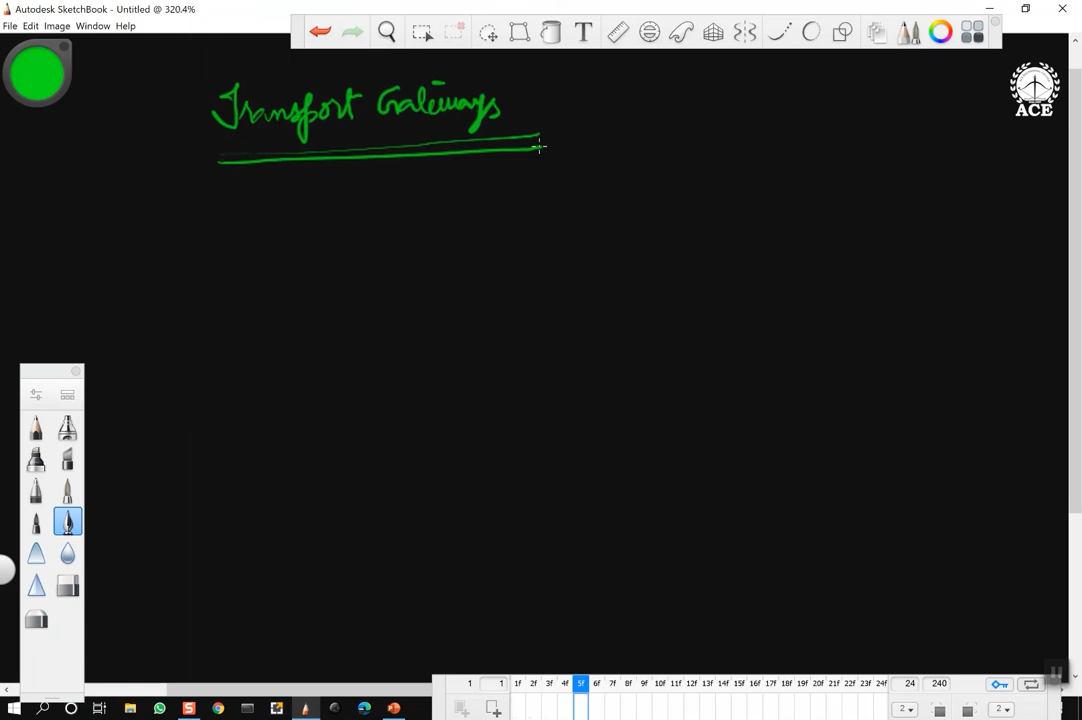 Autodesk SketchBook - Untitled @ 320.4%
File Edit Image Window Help
T
ACE
Transport Gateways
1 1 1f 2f 3f 4f 5f 6f 7f 8f 9f 10f 11f 12f 13f 14f 15f 16f 17f 18f 19f 20f 21f 22f 23f 24f 24 240
2 2